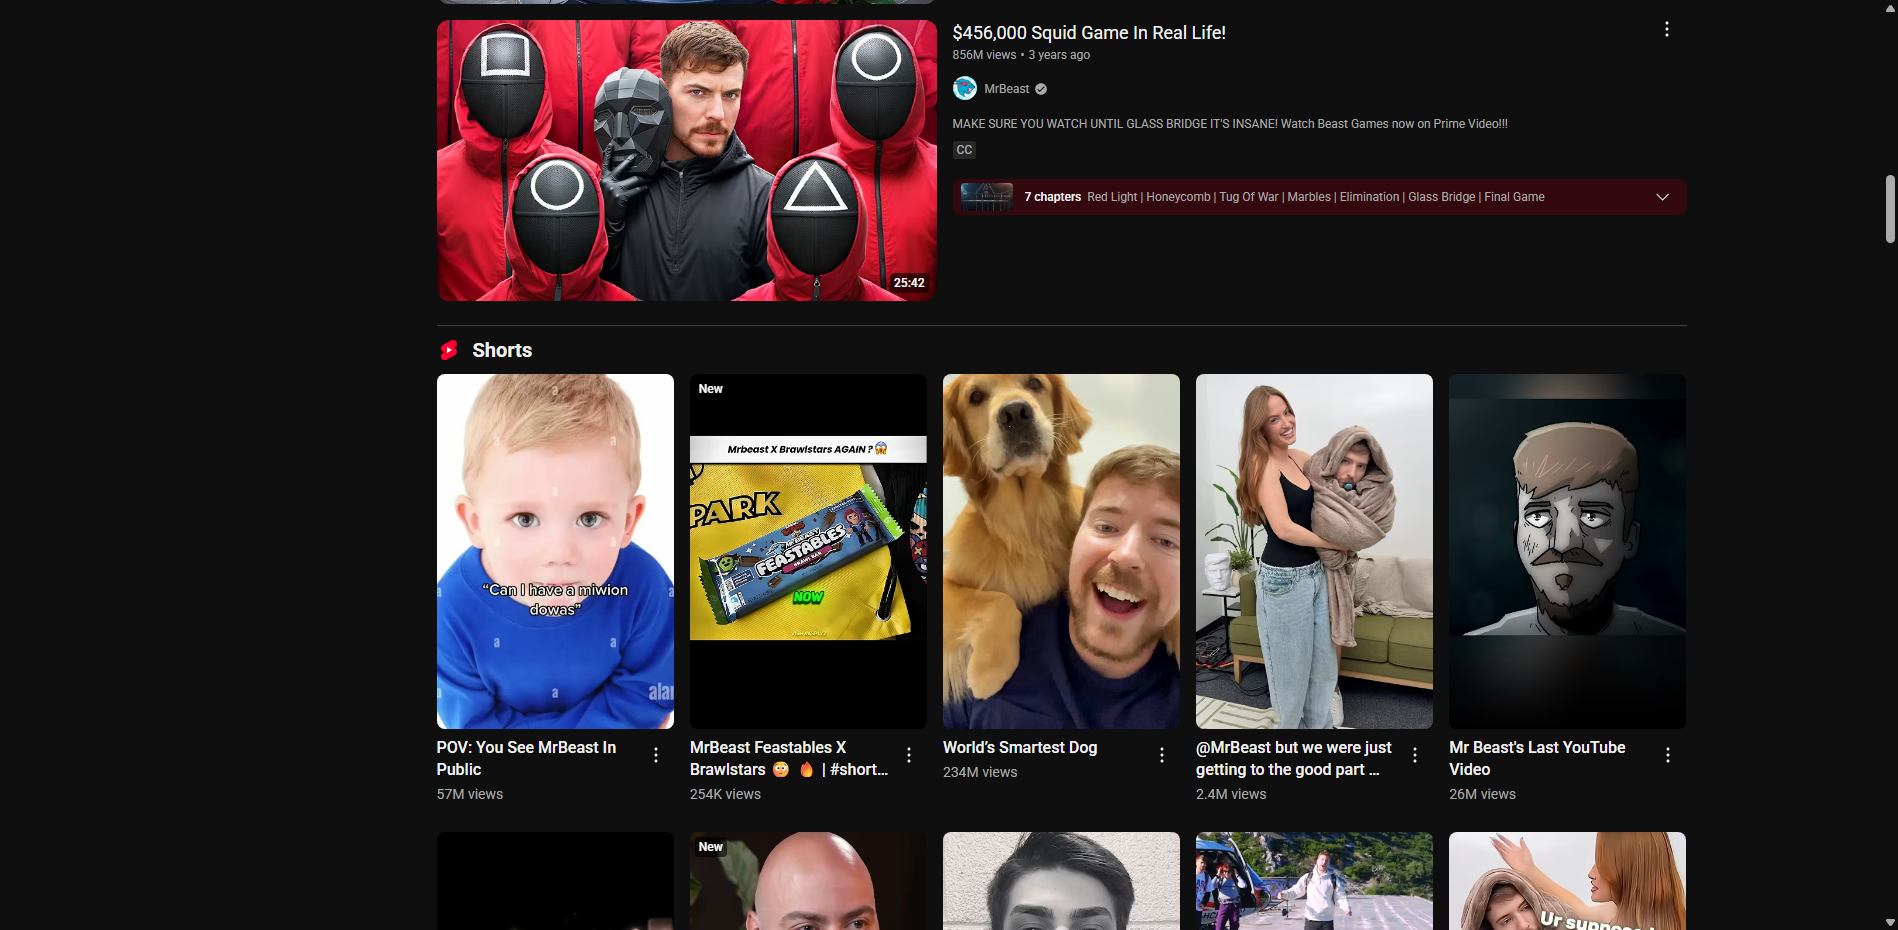 $456,000 Squid Game In Real Life!
856M views • 3 years ago
MrBeast
MAKE SURE YOU WATCH UNTIL GLASS BRIDGE IT'S INSANE! Watch Beast Games now on Prime Video!!!
CC
7 chapters Red Light | Honeycomb | Tug Of War | Marbles | Elimination | Glass Bridge | Final Game
25:42
Shorts
a
a
a
a
a
a
a
a
a
a
alar
"Can I have a miwion
dowas"
New
Mrbeast X Brawlstars AGAIN ? 😱
PARK
MRBEAST
FEASTABLES
BRAWL BAR
NOW
POV: You See MrBeast In
Public
57M views
MrBeast Feastables X
Brawlstars 😳 🔥 | #short...
254K views
World’s Smartest Dog
234M views
@MrBeast but we were just
getting to the good part ...
2.4M views
Mr Beast's Last YouTube
Video
26M views
New